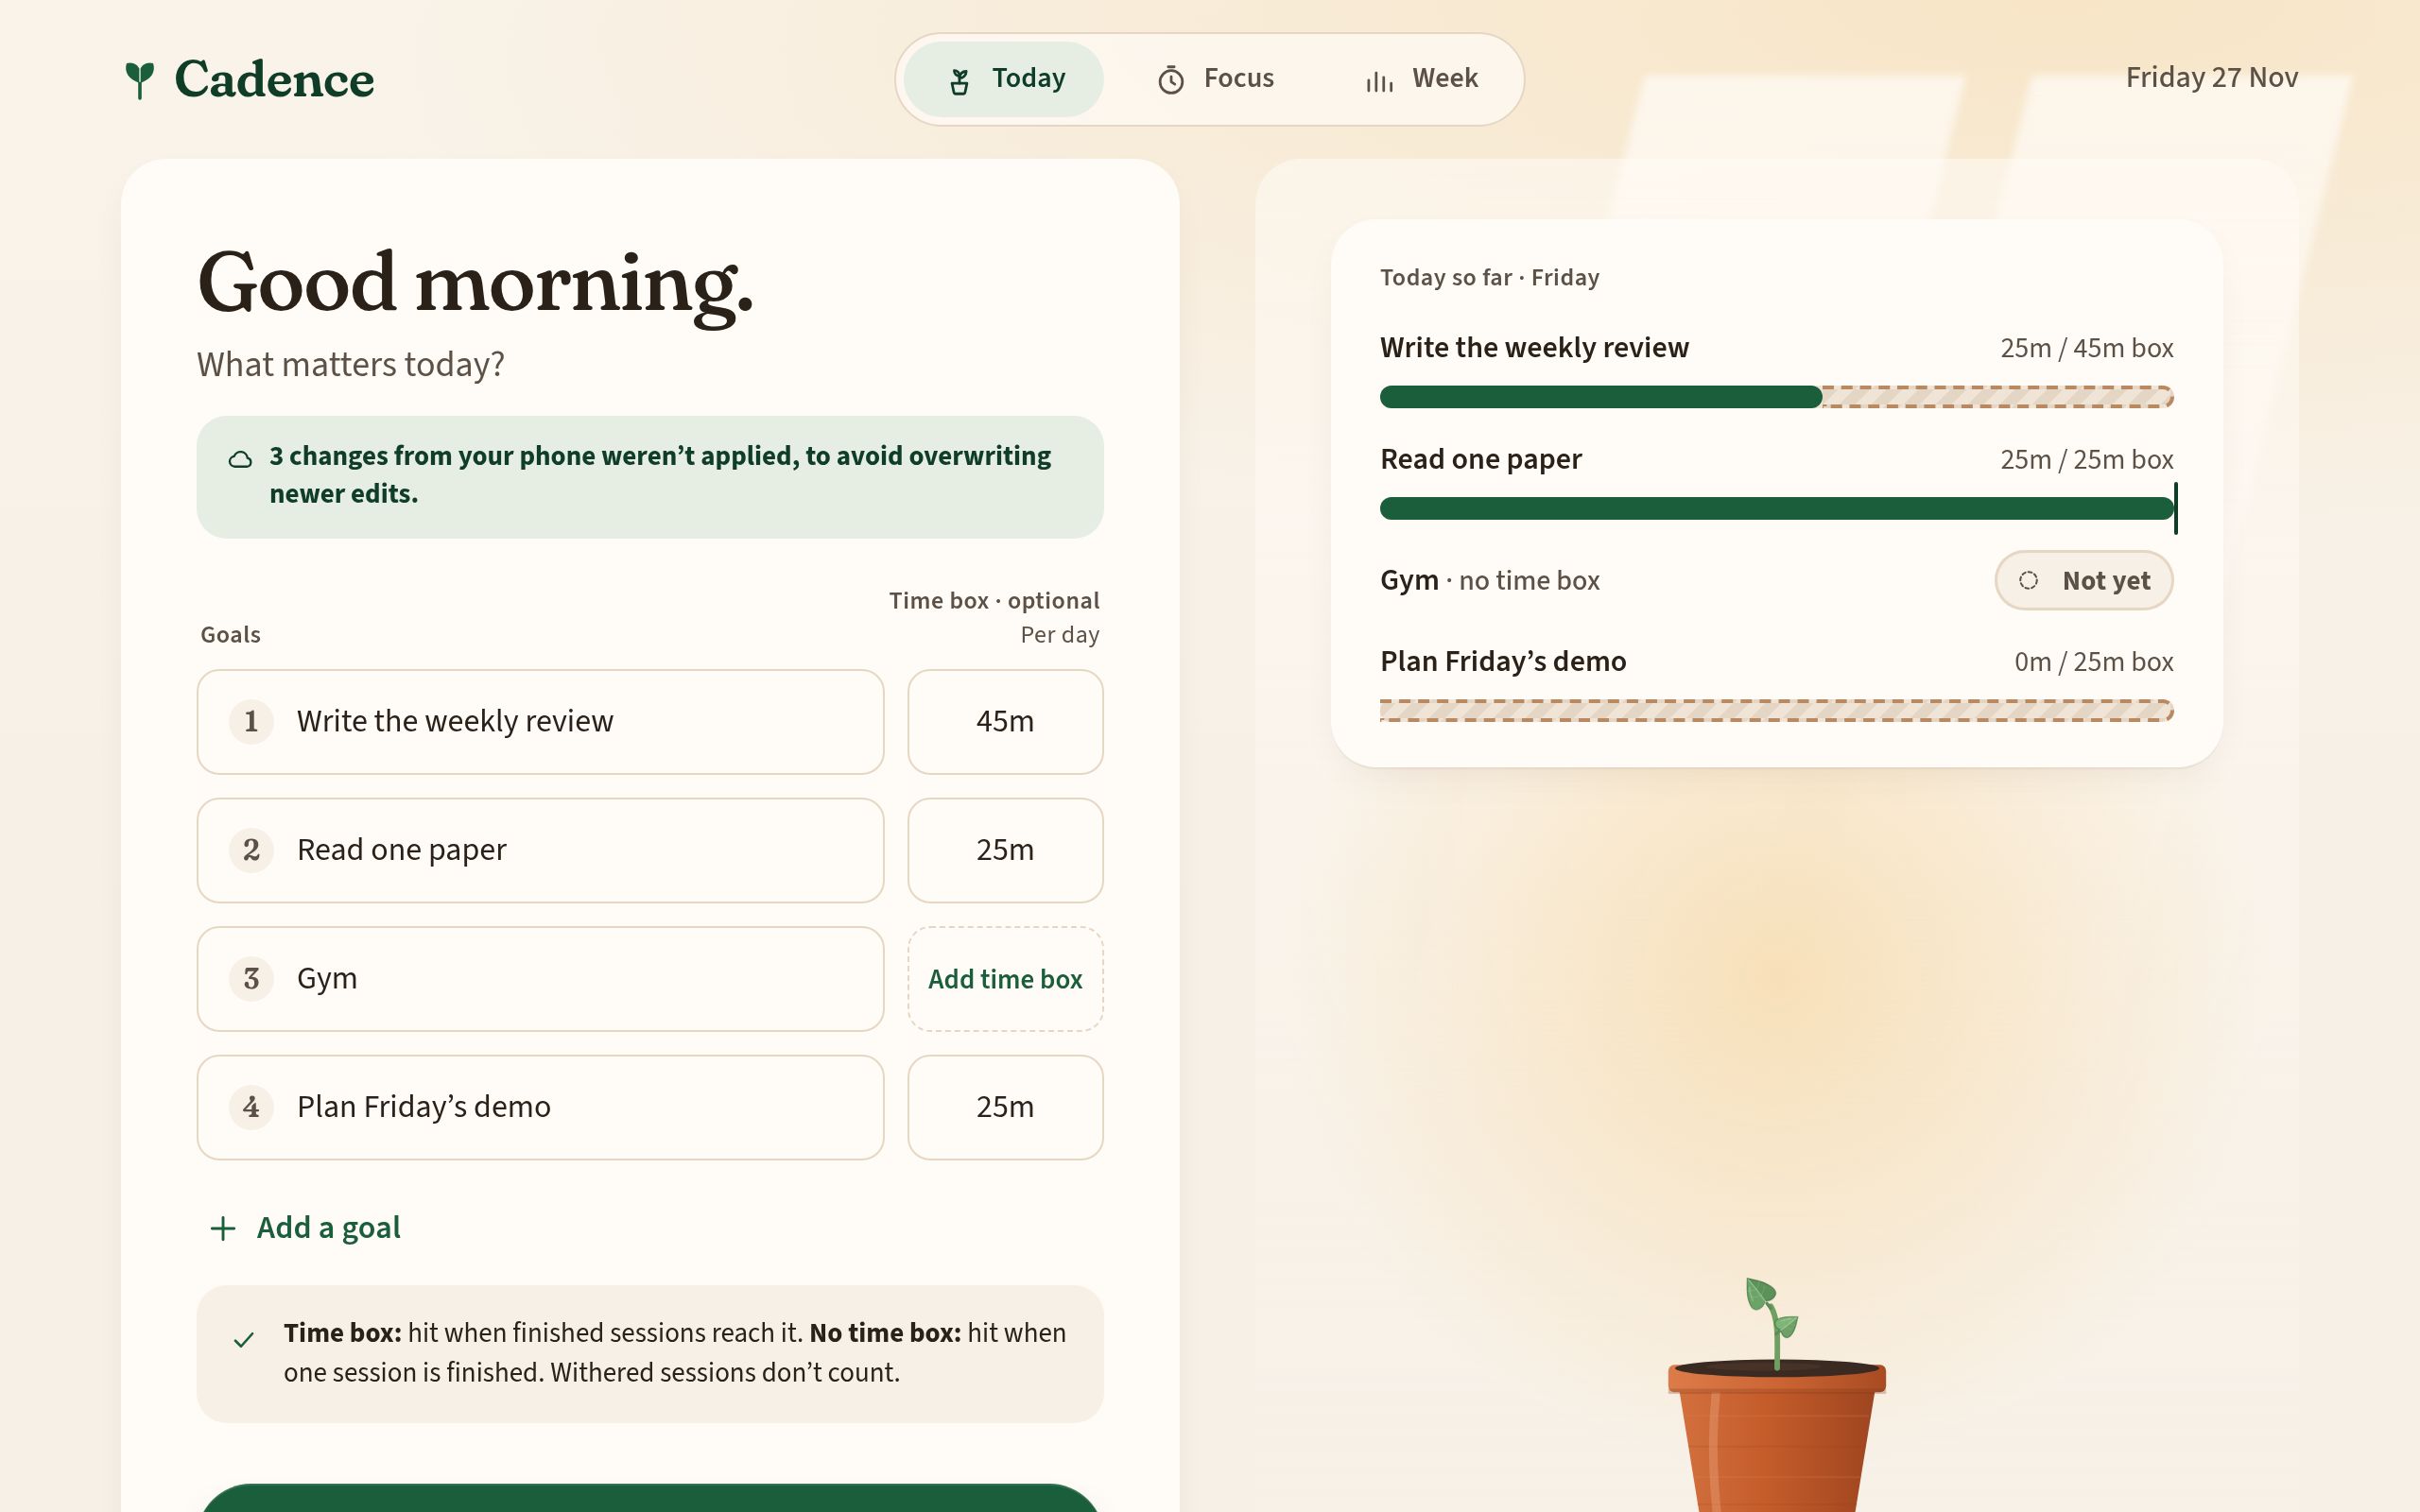 Cadence
Today
Focus
Week
Friday 27 Nov
Good morning.
What matters today?
3 changes from your phone weren’t applied, to avoid overwriting
newer edits.
Time box · optional
Goals
Per day
1 Write the weekly review 45m
2 Read one paper 25m
3 Gym Add time box
4 Plan Friday’s demo 25m
Add a goal
Time box: hit when finished sessions reach it. No time box: hit when
one session is finished. Withered sessions don’t count.
Today so far · Friday
Write the weekly review 25m / 45m box
Read one paper 25m / 25m box
Gym · no time box Not yet
Plan Friday’s demo 0m / 25m box